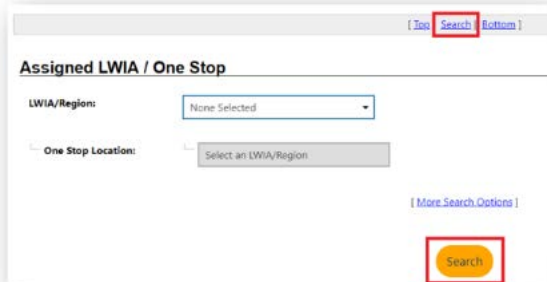 [ Top | Search | Bottom ]
Assigned LWIA / One Stop
LWIA/Region:
None Selected
One Stop Location:
Select an LWIA/Region
[ More Search Options ]
Search